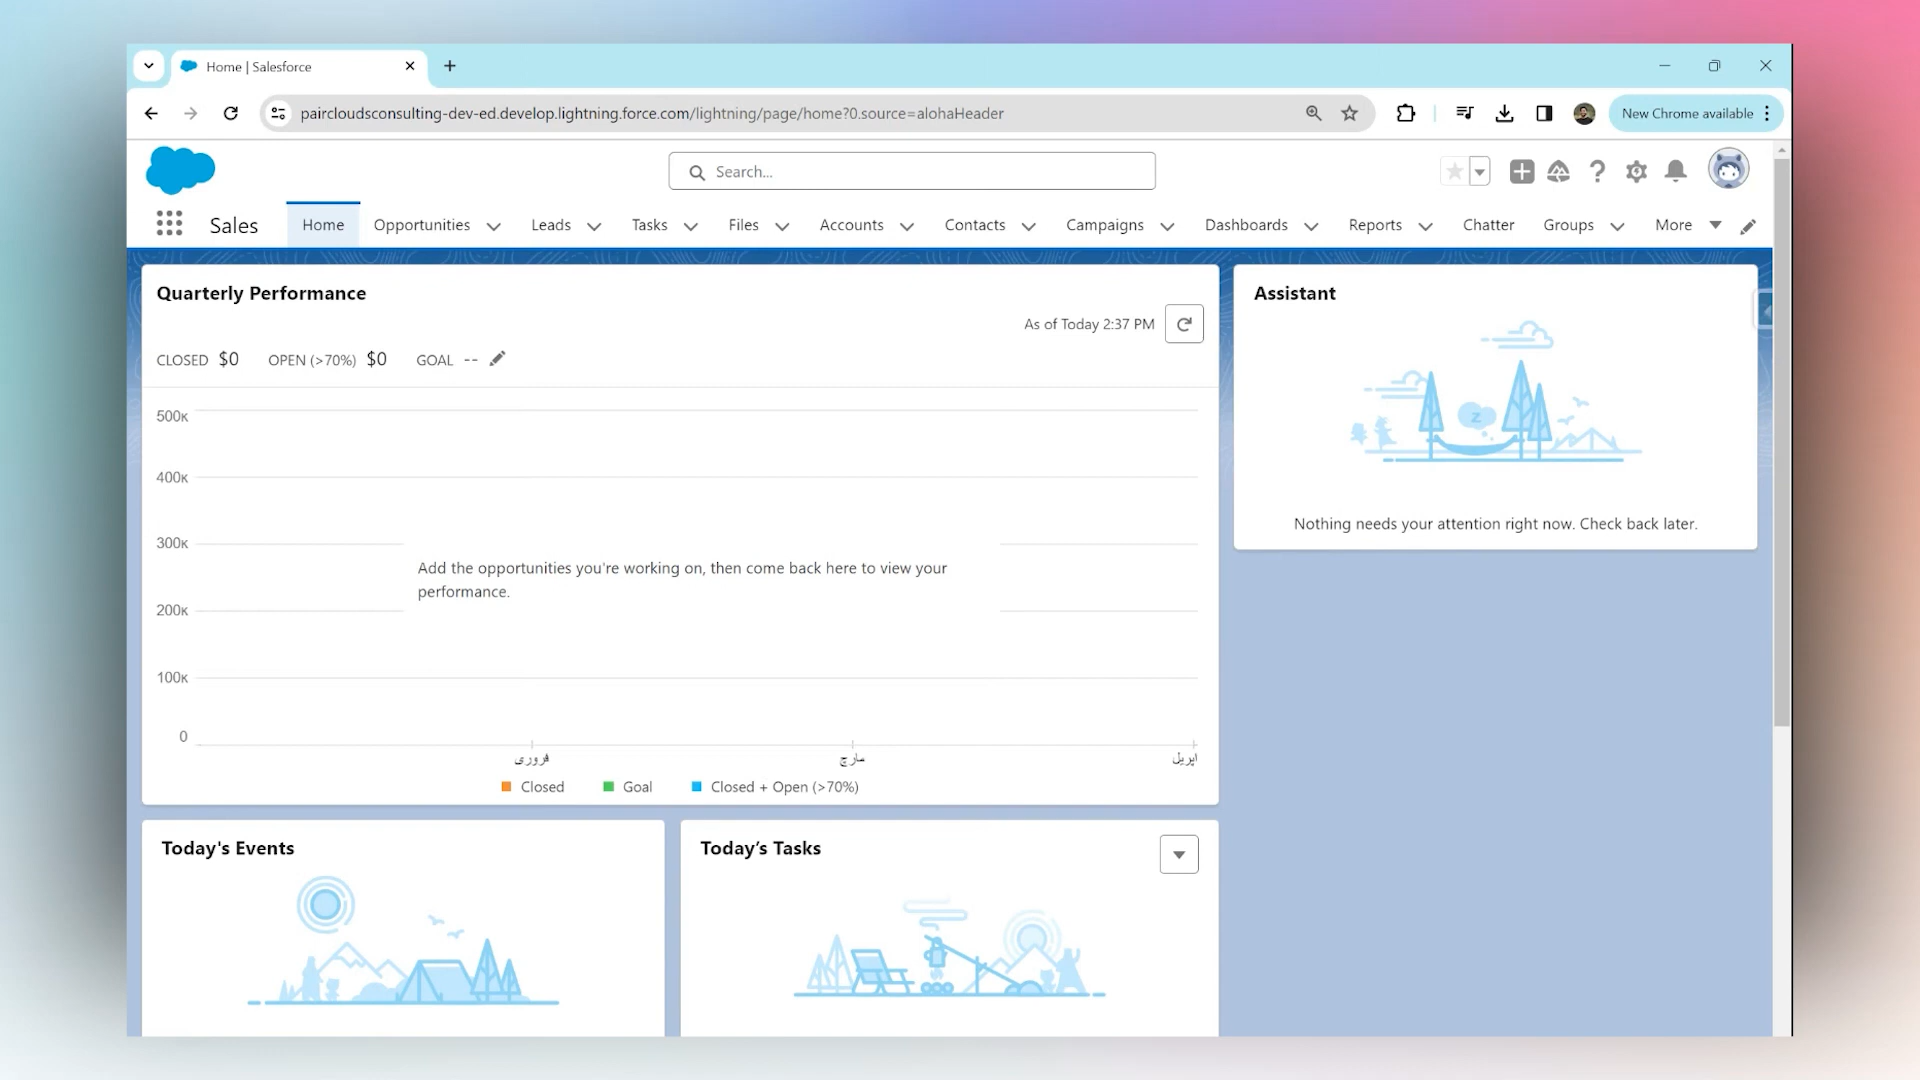 Home | Salesforce
paircloudsconsulting-dev-ed.develop.lightning.force.com/lightning/page/home?0.source=alohaHeader
New Chrome available
Search...
Sales
Home
Opportunities
Leads
Tasks
Files
Accounts
Contacts
Campaigns
Dashboards
Reports
Chatter
Groups
More
Quarterly Performance
As of Today 2:37 PM
CLOSED $0 OPEN (>70%) $0 GOAL --
500K
400K
300K
Add the opportunities you're working on, then come back here to view your
performance.
200K
100K
0
فروری
مارچ
اپریل
Closed
Goal
Closed + Open (>70%)
Assistant
Z
Nothing needs your attention right now. Check back later.
Today's Events
Today’s Tasks